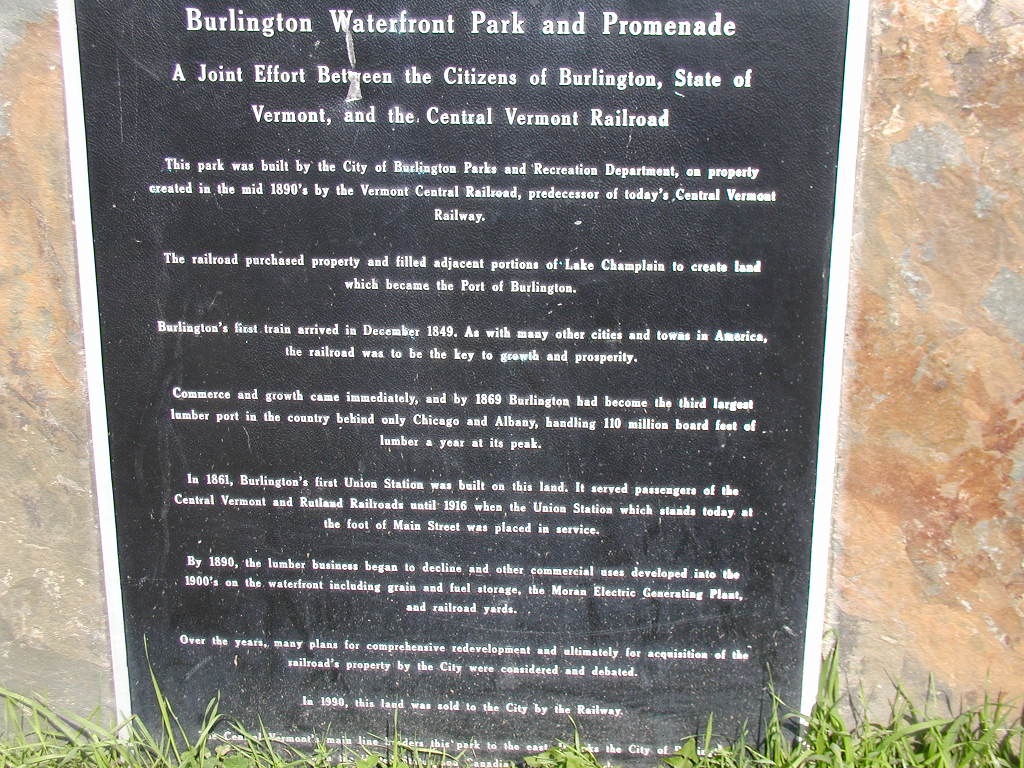 Burlington Waterfront Park and Promenade
A Joint Effort Between the Citizens of Burlington, State of
Vermont, and the Central Vermont Railroad
This park was built by the City of Burlington Parks and Recreation Department, on property
created in the mid 1890's by the Vermont Central Railroad, predecessor of today's Central Vermont
Railway.
The railroad purchased property and filled adjacent portions of Lake Champlain to create land
which became the Port of Burlington.
Burlington's first train arrived in December 1849. As with many other cities and towns in America,
the railroad was to be the key to growth and prosperity.
Commerce and growth came immediately, and by 1869 Burlington had become the third largest
lumber port in the country behind only Chicago and Albany, handling 110 million board feet of
lumber a year at its peak.
In 1861, Burlington's first Union Station was built on this land. It served passengers of the
Central Vermont and Rutland Railroads until 1916 when the Union Station which stands today at
the foot of Main Street was placed in service.
By 1890, the lumber business began to decline and other commercial uses developed into the
1900's on the waterfront including grain and fuel storage, the Moran Electric Generating Plant,
and railroad yards.
Over the years, many plans for comprehensive redevelopment and ultimately for acquisition of the
railroad's property by the City were considered and debated.
In 1990, this land was sold to the City by the Railway.
Central Vermont's main line borders this park to the east. the City of
and Canadia